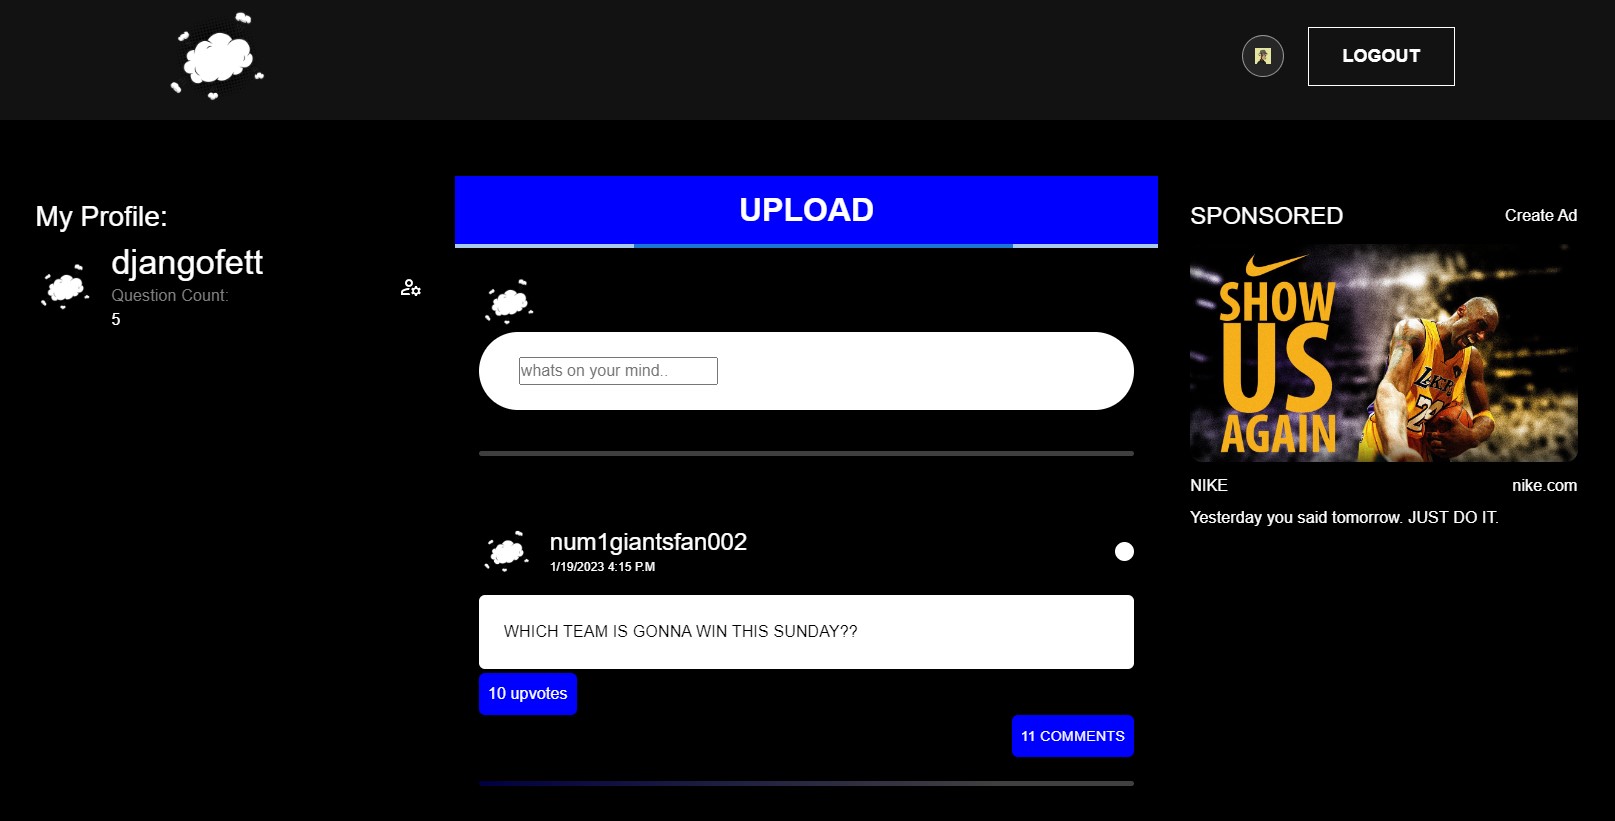 LOGOUT
My Profile:
djangofett
Question Count:
5
UPLOAD
whats on your mind..
num1giantsfan002
1/19/2023 4:15 P.M
WHICH TEAM IS GONNA WIN THIS SUNDAY??
10 upvotes
11 COMMENTS
SPONSORED
Create Ad
SHOW
US
AGAIN
NIKE
nike.com
Yesterday you said tomorrow. JUST DO IT.